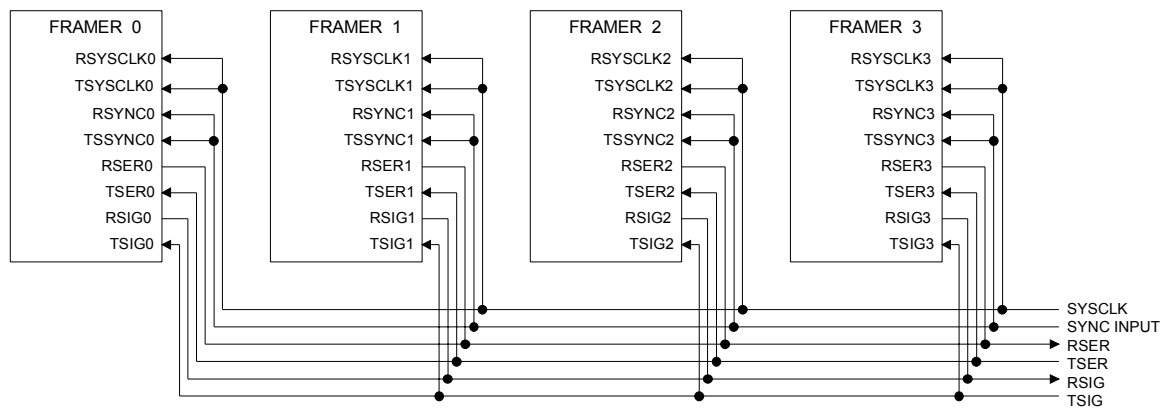 FRAMER 0
RSYSCLK0
TSYSCLK0
RSYNC0
TSSYNC0
RSER0
TSER0
RSIG0
TSIG0
FRAMER 1
RSYSCLK1
TSYSCLK1
RSYNC1
TSSYNC1
RSER1
TSER1
RSIG1
TSIG1
FRAMER 2
RSYSCLK2
TSYSCLK2
RSYNC2
TSSYNC2
RSER2
TSER2
RSIG2
TSIG2
FRAMER 3
RSYSCLK3
TSYSCLK3
RSYNC3
TSSYNC3
RSER3
TSER3
RSIG3
TSIG3
SYSCLK
SYNC INPUT
RSER
TSER
RSIG
TSIG